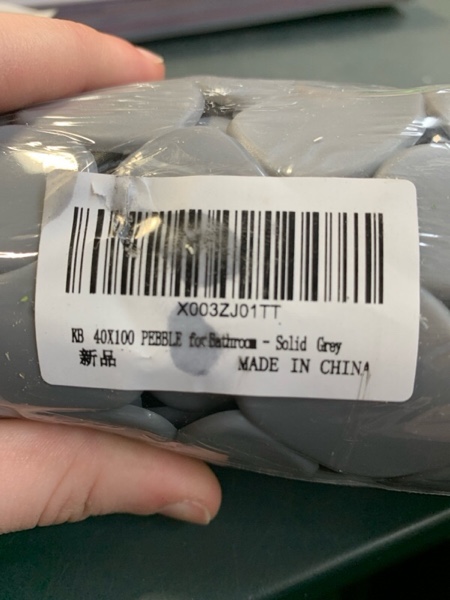 X003ZJ01TT
KB 40X100 PEBBLE for Bathroom - Solid Grey
新品
MADE IN CHINA